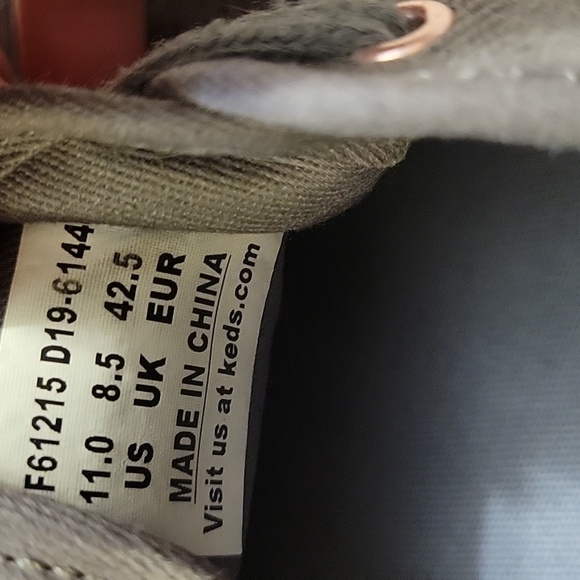 F61215 D19-6144
11.0 8.5 42.5
US UK EUR
MADE IN CHINA
Visit us at keds.com